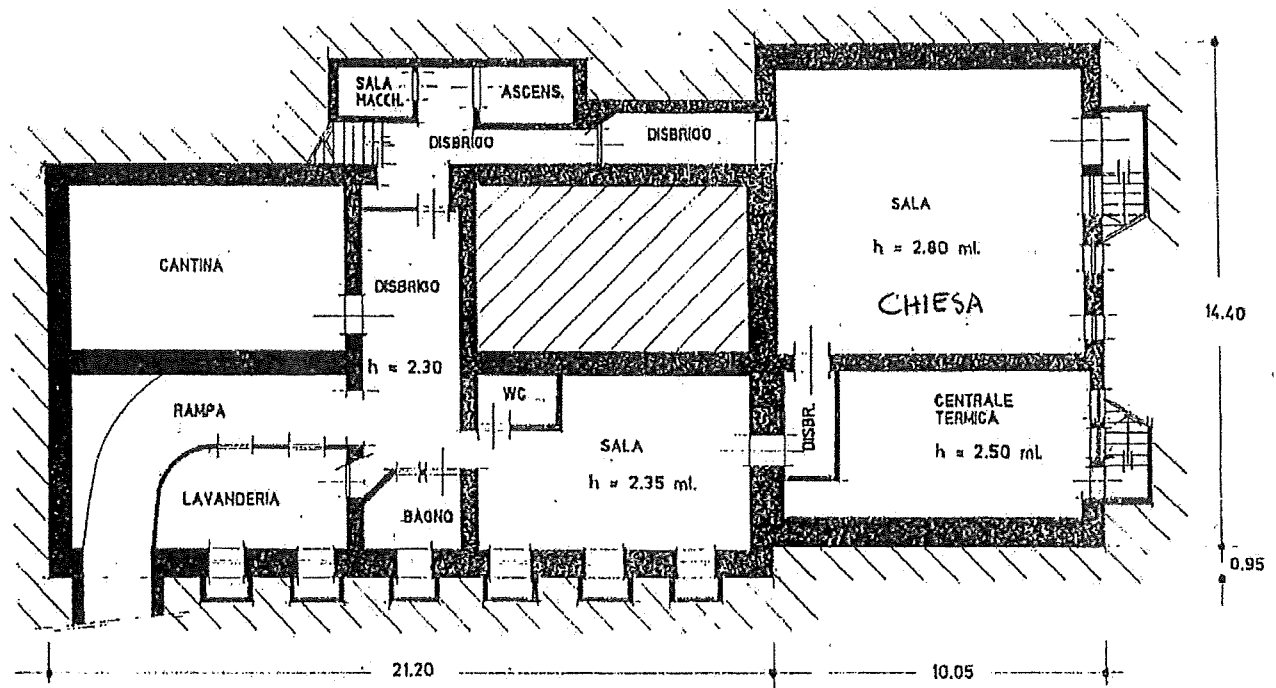 SALA
MACCH.
ASCENS.
DISBRIGO
DISBRIGO
SALA
h = 2.80 ml.
CHIESA
CANTINA
DISBRIGO
h = 2.30
14.40
RAMPA
WC
SALA
h = 2.35 ml.
DISBR.
CENTRALE
TERMICA
h = 2.50 ml.
LAVANDERIA
BAGNO
0.95
21.20
10.05